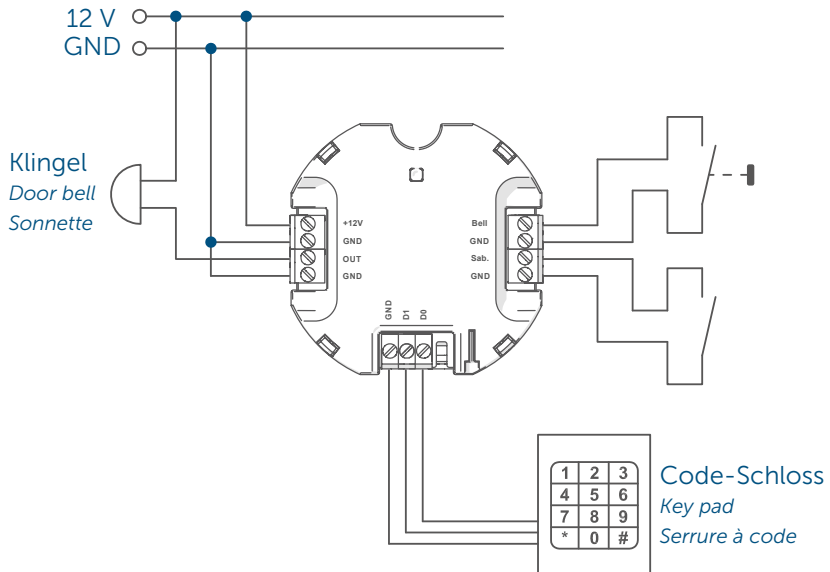 12 V
GND
Klingel
Door bell
Sonnette
+12V
GND
OUT
GND
Bell
GND
Sab.
GND
GND
D1
D0
1 2 3
4 5 6
7 8 9
* 0 #
Code-Schloss
Key pad
Serrure à code